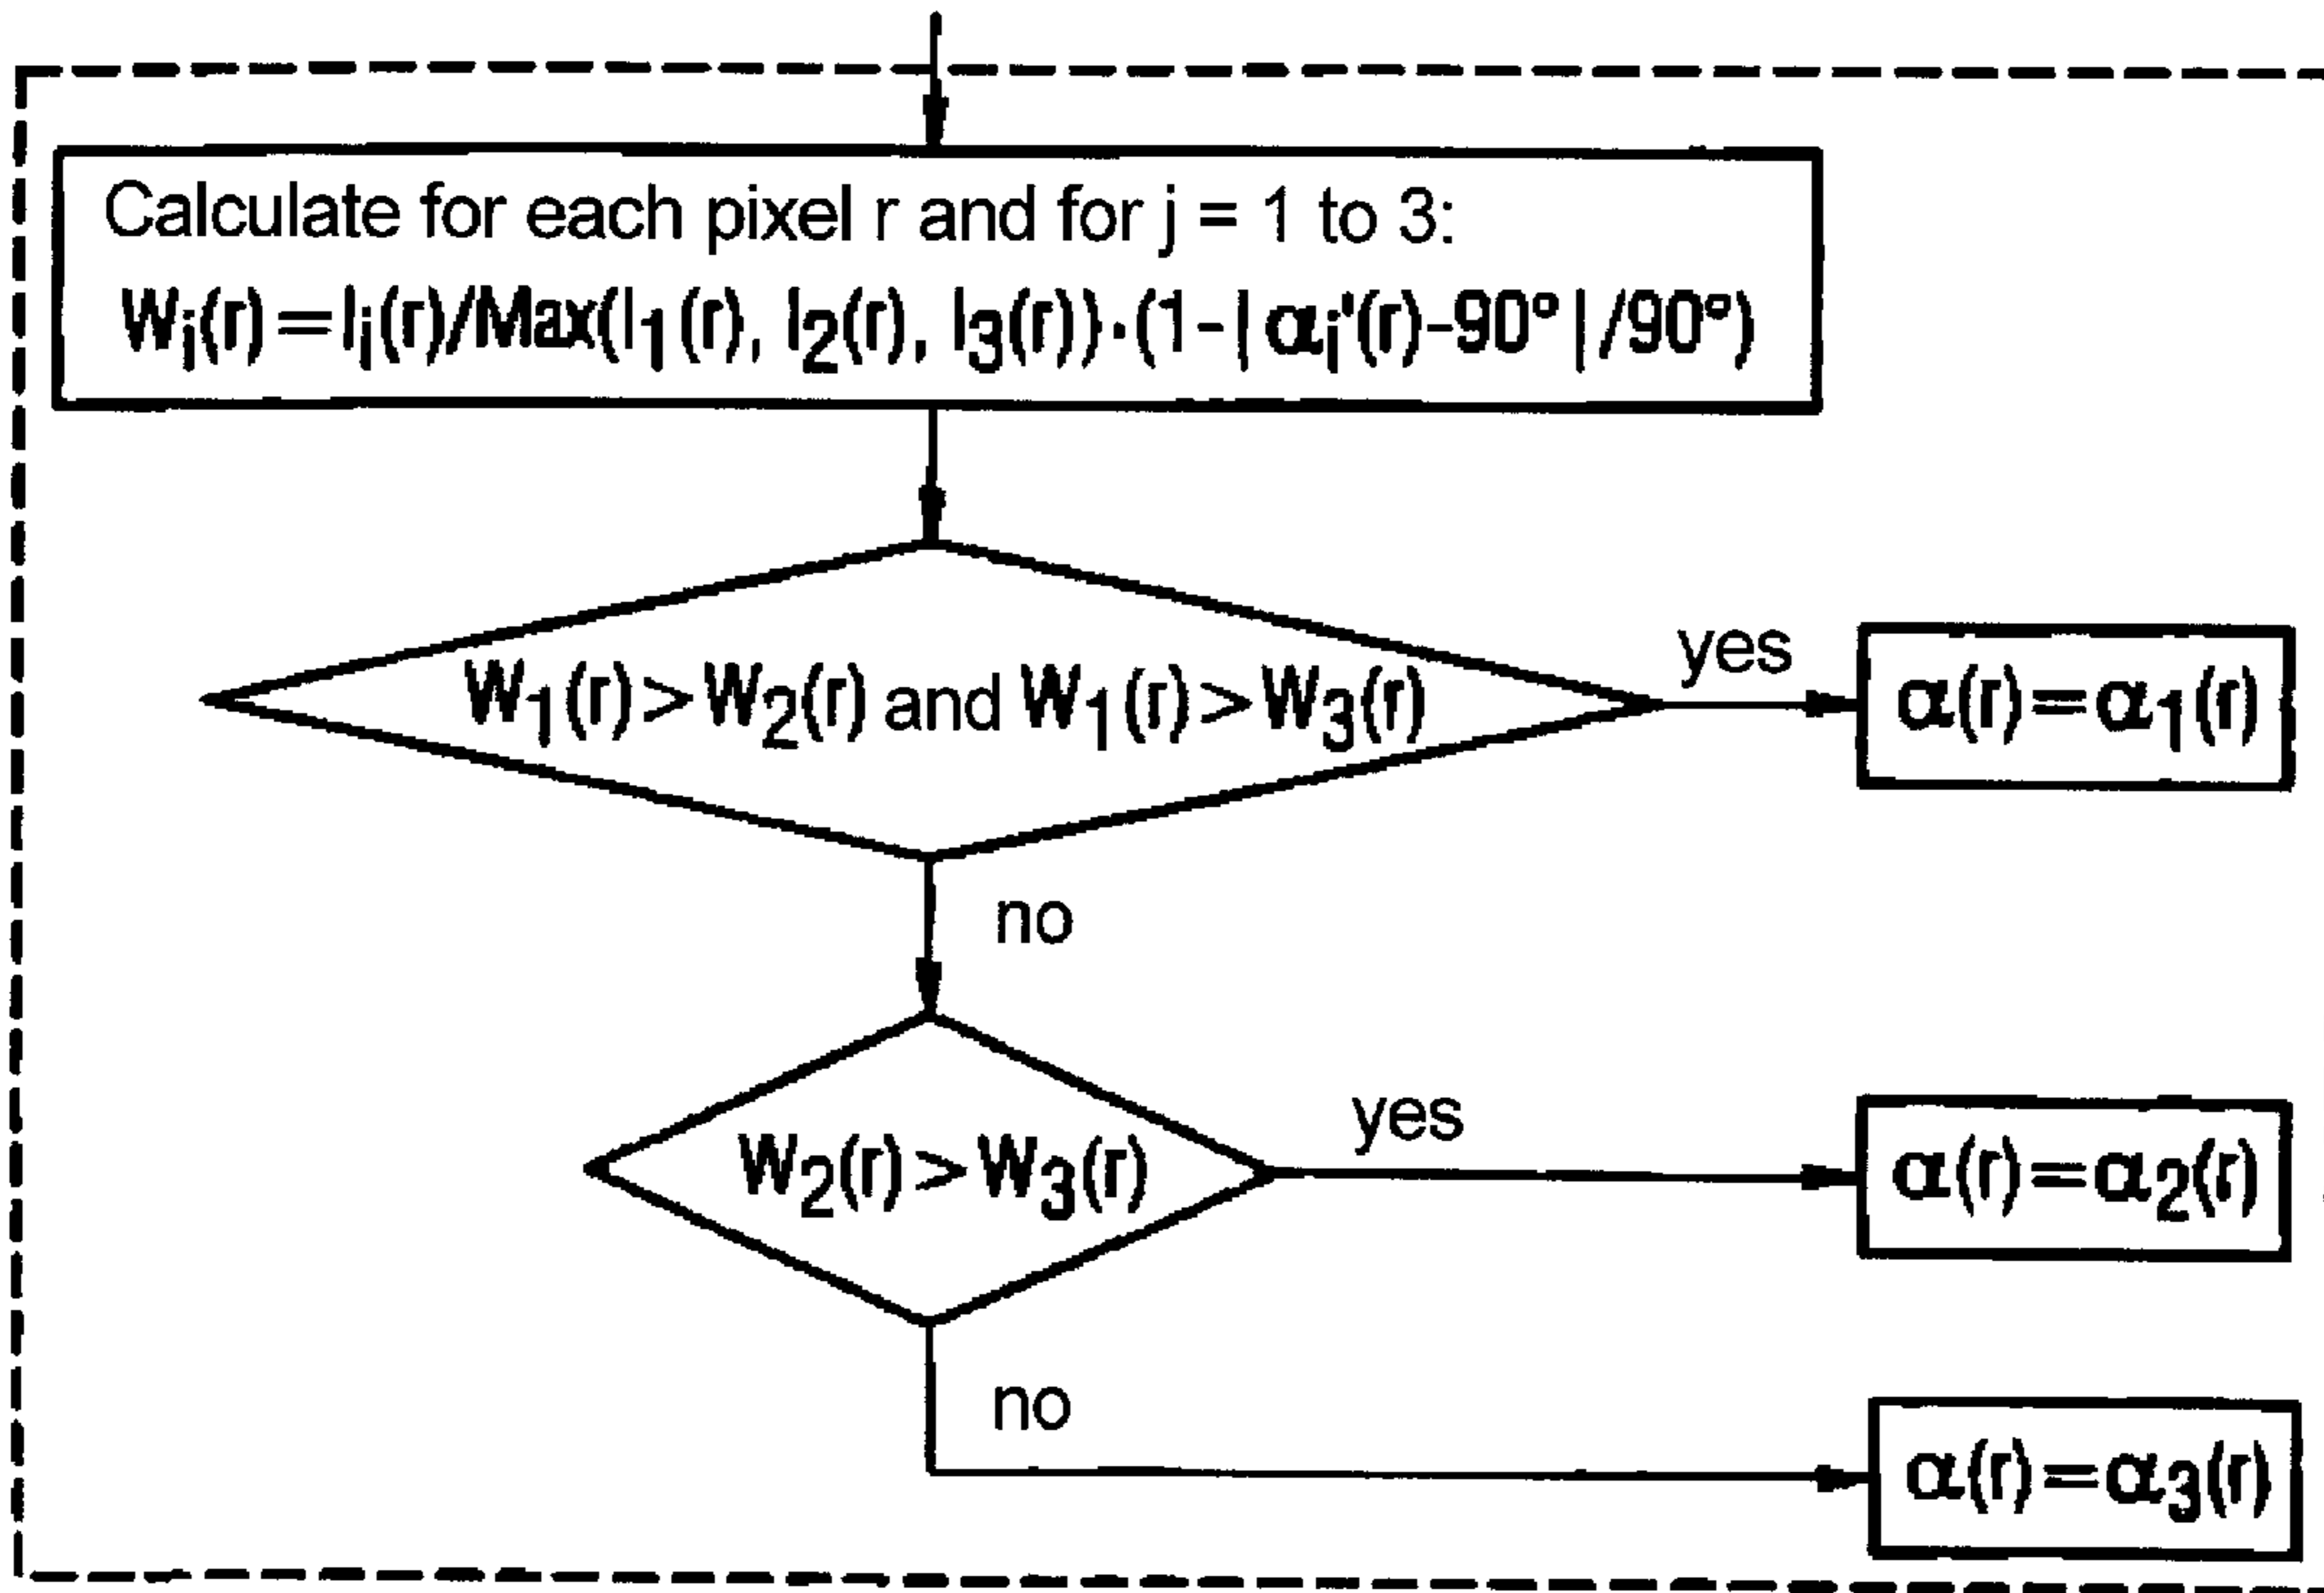 Calculate for each pixel r and for j = 1 to 3:
Wj(r)=Ij(r)/Max(I1(r), I2(r), I3(r))·(1-|αj'(r)-90°|/90°)
W1(r)>W2(r) and W1(r)>W3(r)
yes
α(r)=α1(r)
no
W2(r)>W3(r)
yes
α(r)=α2(r)
no
α(r)=α3(r)